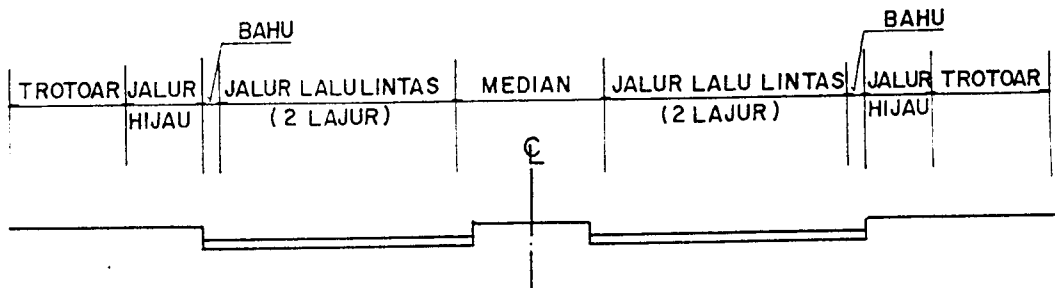 BAHU
BAHU
TROTOAR JALUR HIJAU JALUR LALULINTAS (2 LAJUR) MEDIAN JALUR LALU LINTAS (2 LAJUR) JALUR HIJAU TROTOAR
℄